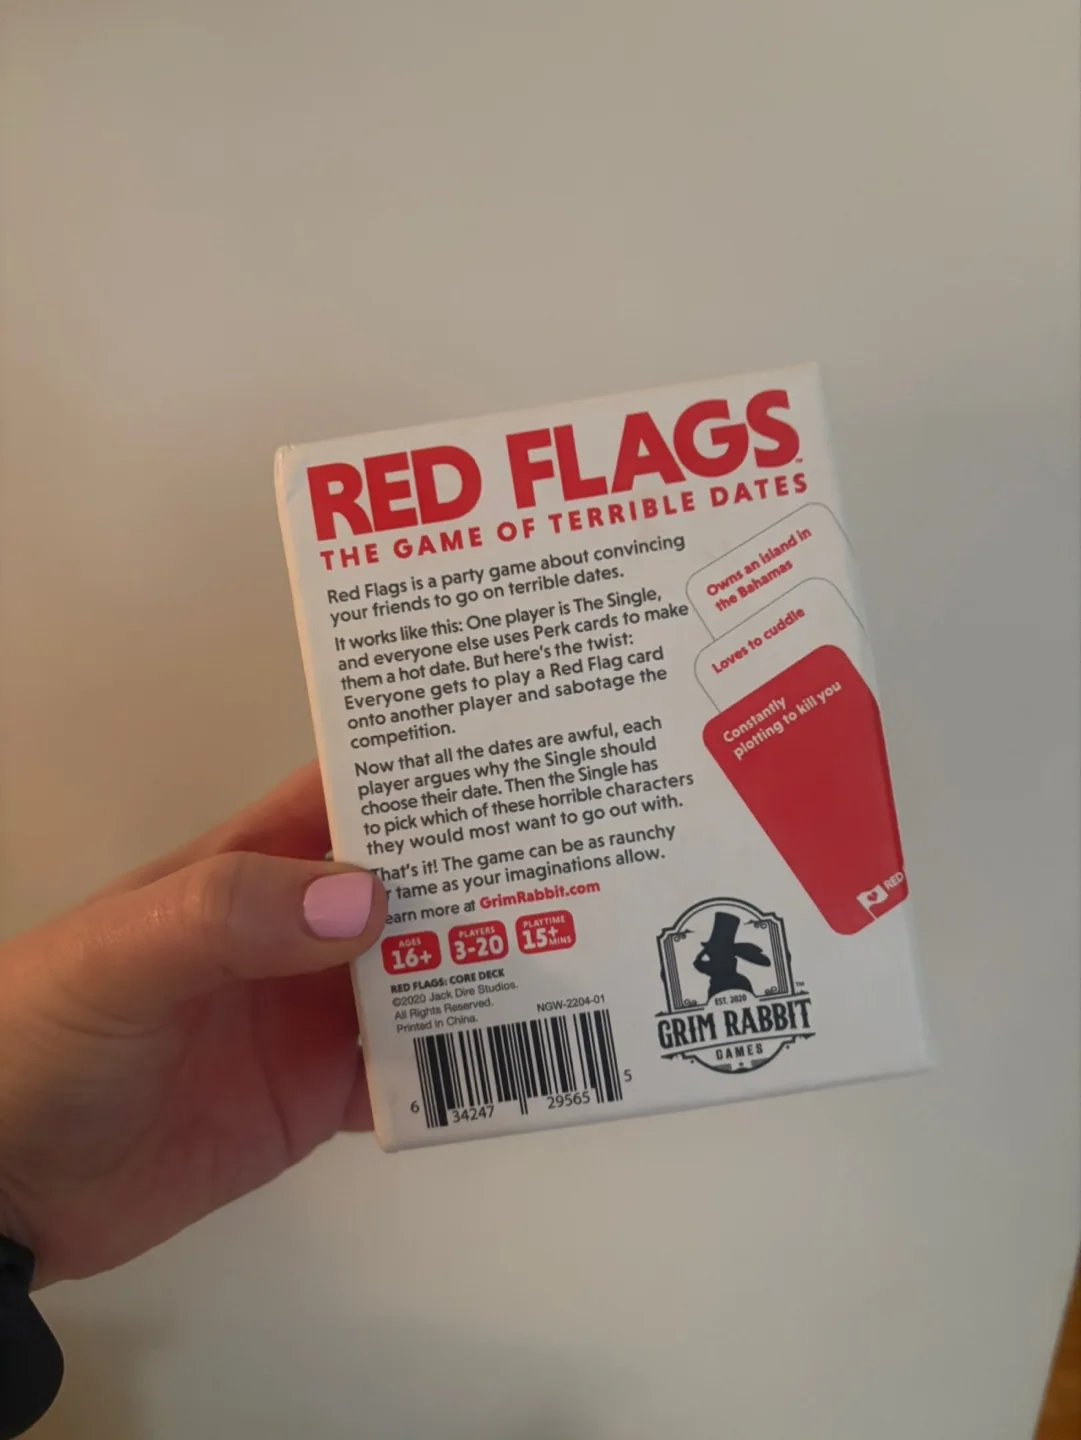 RED FLAGS™
THE GAME OF TERRIBLE DATES
Red Flags is a party game about convincing
your friends to go on terrible dates.
It works like this: One player is The Single,
and everyone else uses Perk cards to make
them a hot date. But here's the twist:
Everyone gets to play a Red Flag card
onto another player and sabotage the
competition.
Now that all the dates are awful, each
player argues why the Single should
choose their date. Then the Single has
to pick which of these horrible characters
they would most want to go out with.
That's it! The game can be as raunchy
r tame as your imaginations allow.
earn more at GrimRabbit.com
Owns an island in
the Bahamas
Loves to cuddle
Constantly
plotting to kill you
RED
AGES
16+
PLAYERS
3-20
PLAYTIME
15+ MINS
RED FLAGS: CORE DECK
©2020 Jack Dire Studios.
All Rights Reserved.
Printed in China.
NGW-2204-01
6 34247 29565 5
EST. 2020
GRIM RABBIT™
GAMES